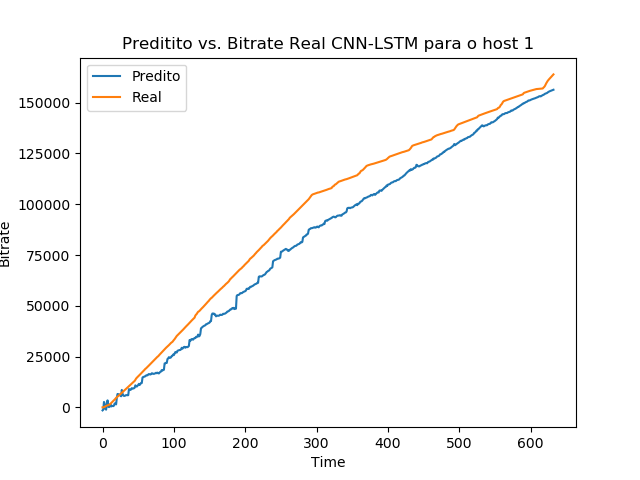 Preditito vs. Bitrate Real CNN-LSTM para o host 1
Predito
Real
150000
125000
100000
75000
50000
25000
0
Bitrate
0 100 200 300 400 500 600
Time